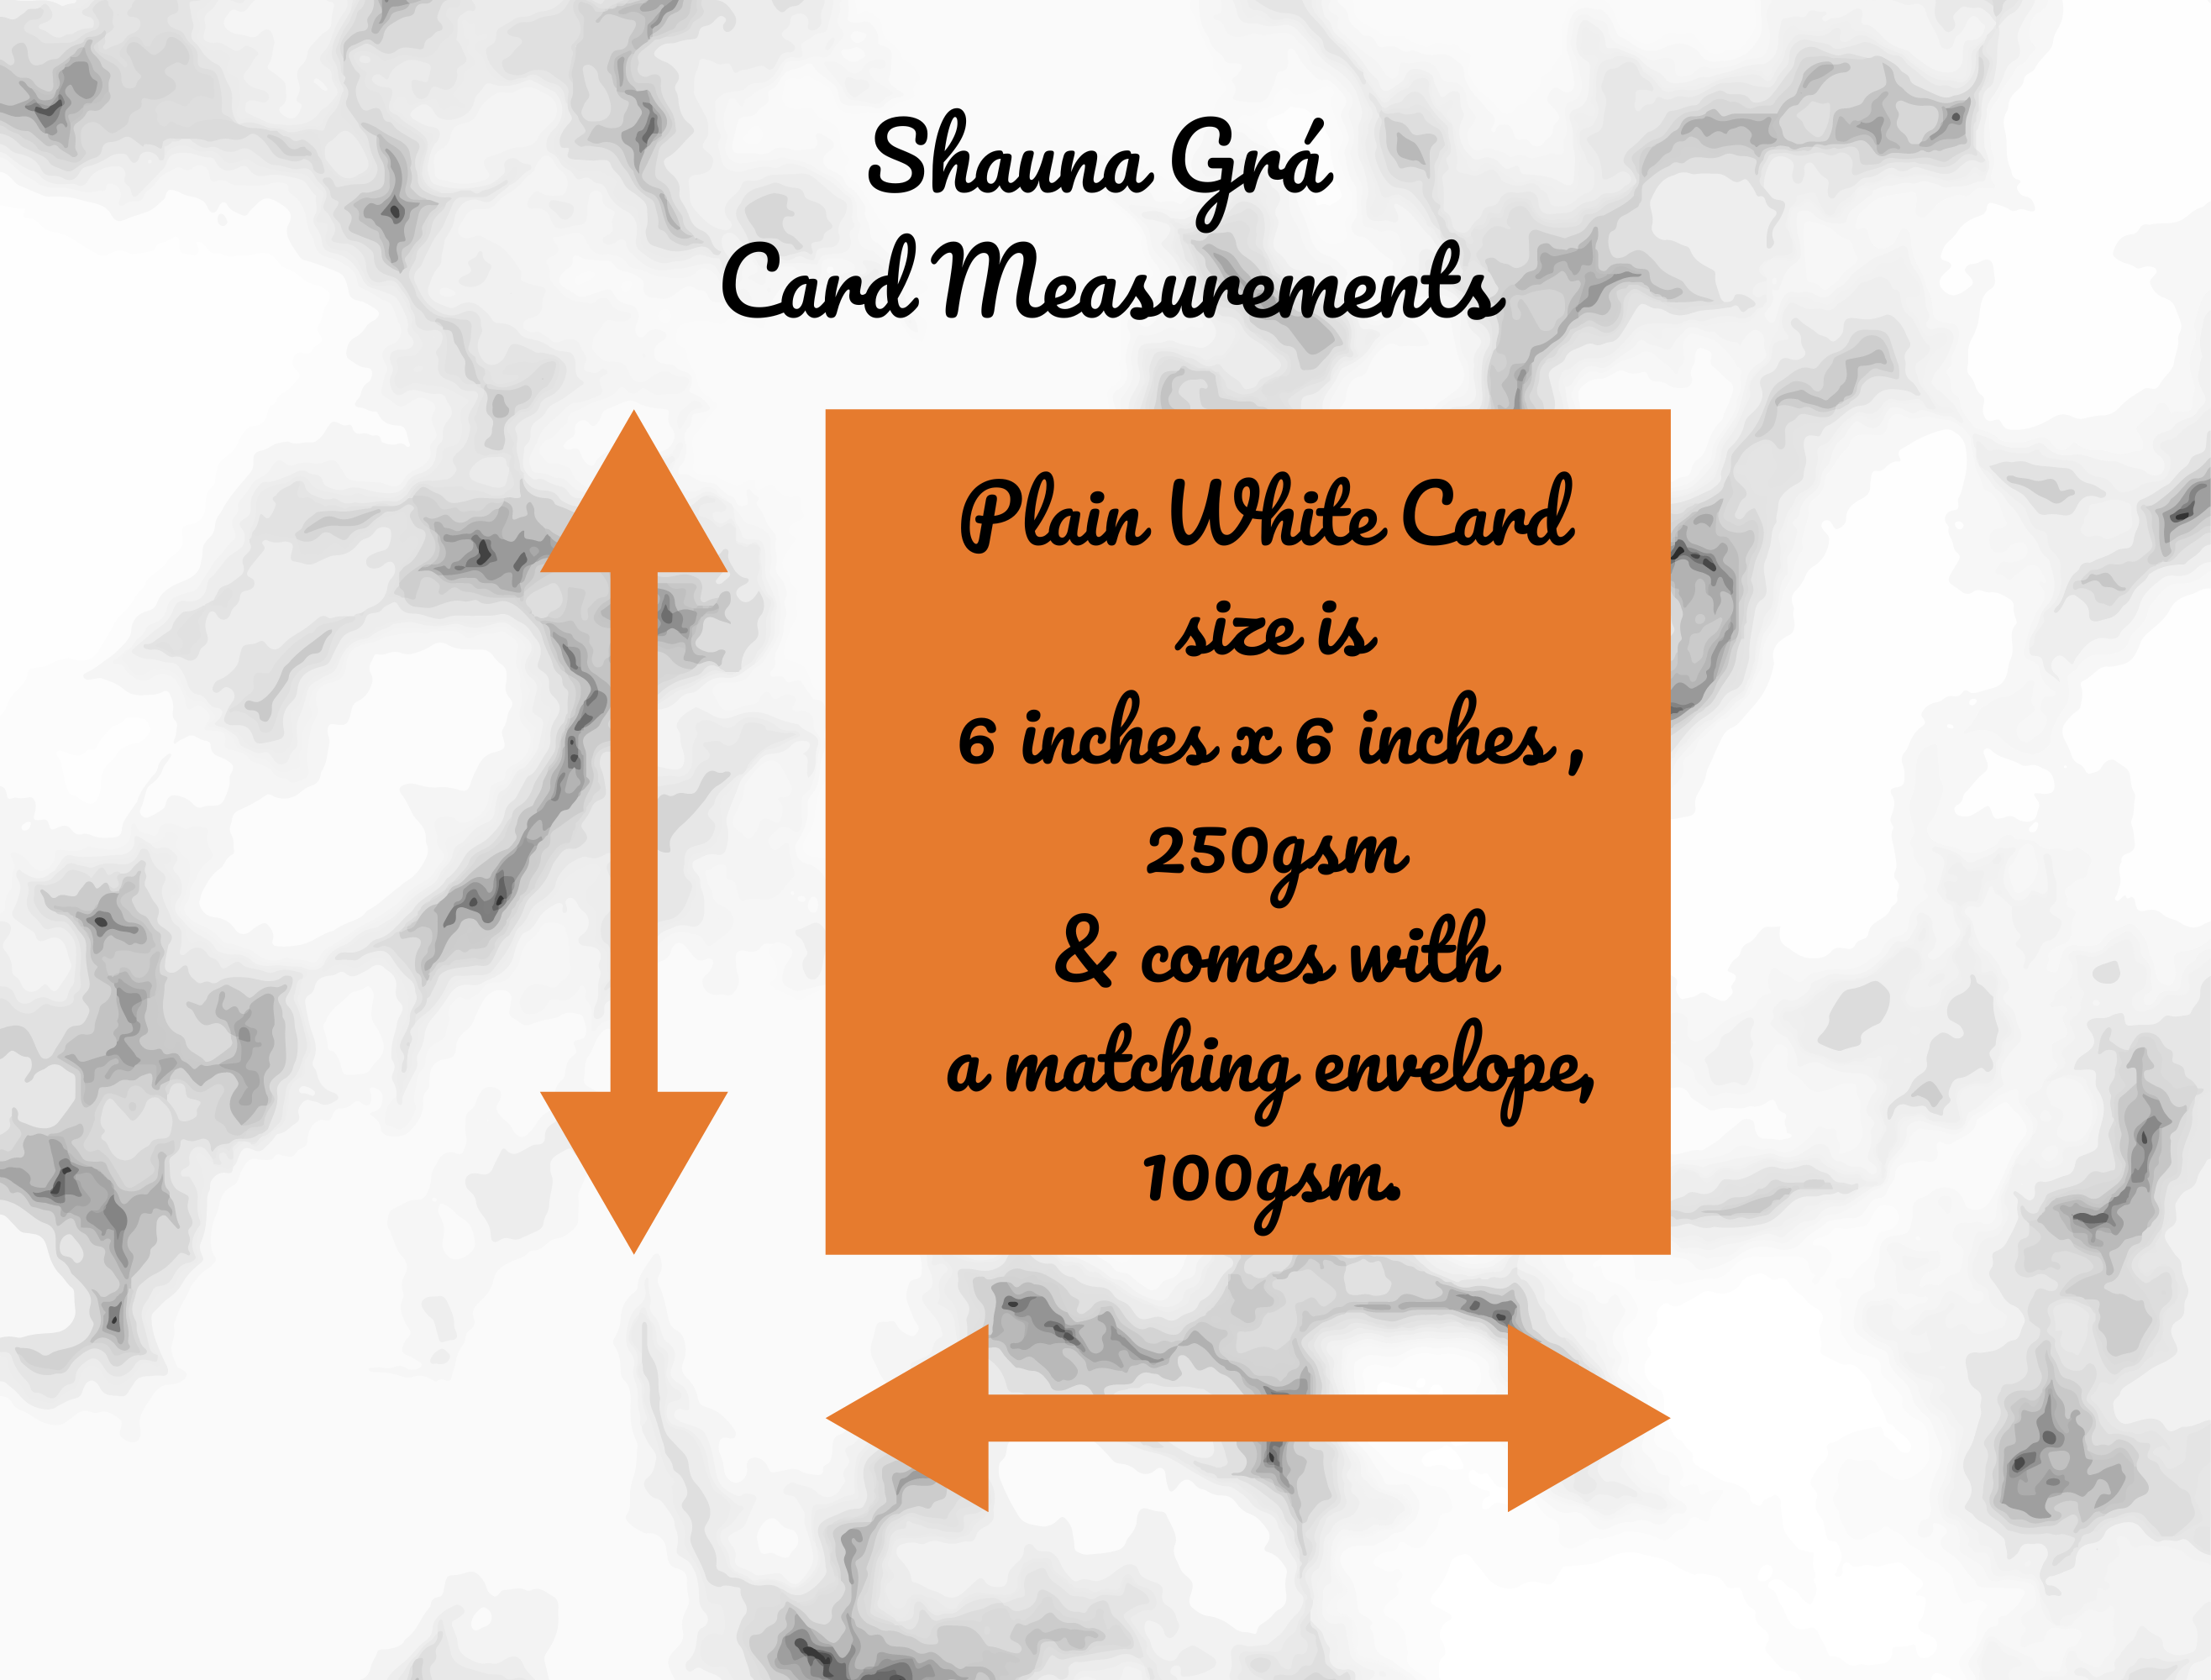 Shauna Grá
Card Measurements
Plain White Card
size is
6 inches x 6 inches ,
250gsm
& comes with
a matching envelope,
100gsm.